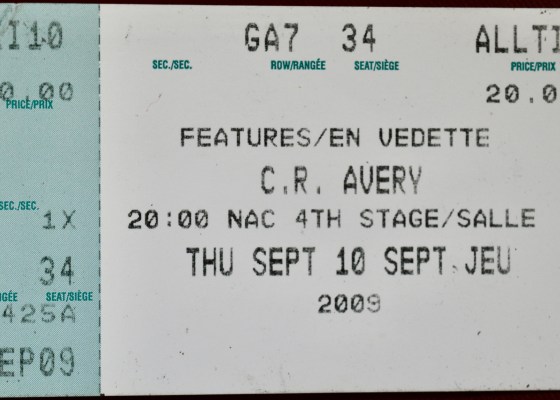 I10
0.00
PRICE/PRIX
SEC./SEC.
1X
34
GÉE SEAT/SIÈGE
425A
EP09
GA7 34 ALLTI
SEC./SEC. ROW/RANGÉE SEAT/SIÈGE PRICE/PRIX
20.0
FEATURES/EN VEDETTE
C.R. AVERY
20:00 NAC 4TH STAGE/SALLE
THU SEPT 10 SEPT.JEU
2009